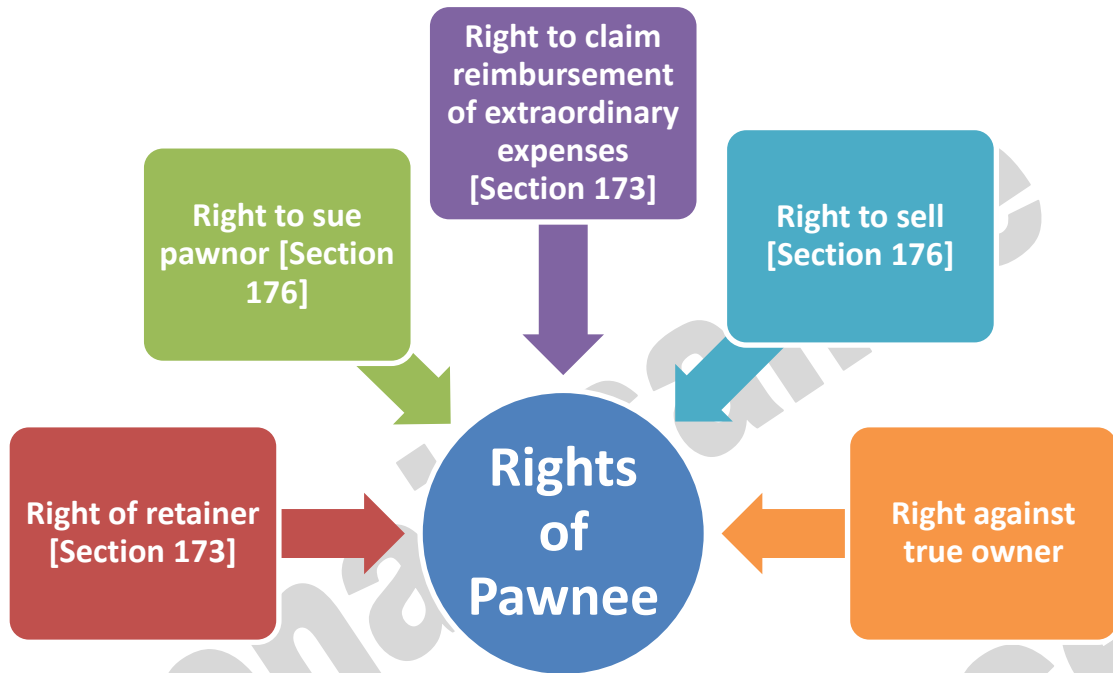 Right to claim
reimbursement
of extraordinary
expenses
[Section 173]
Right to sue
pawnor [Section
176]
Right to sell
[Section 176]
Right of retainer
[Section 173]
Rights
of
Pawnee
Right against
true owner